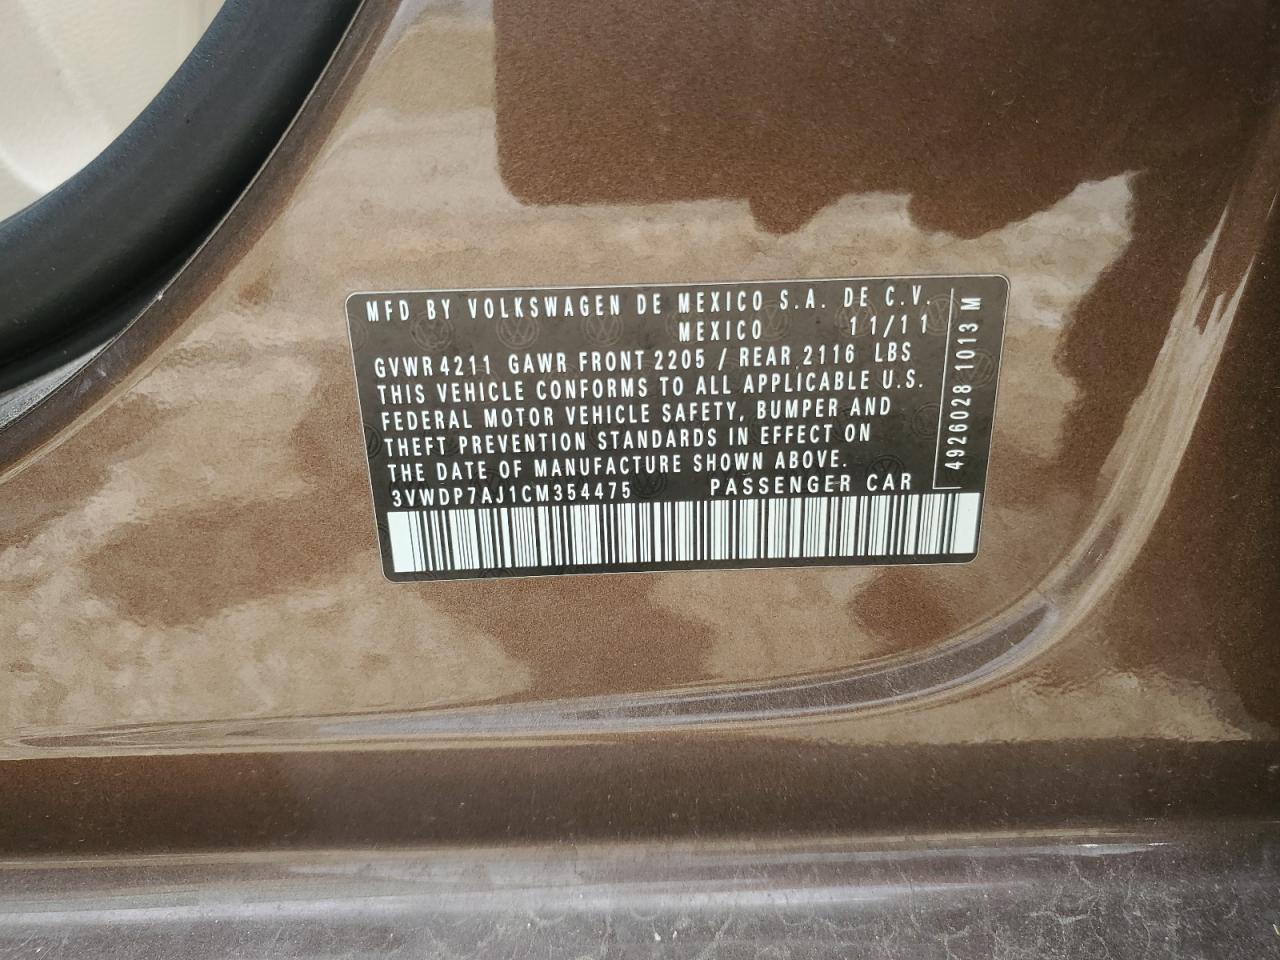 MFD BY VOLKSWAGEN DE MEXICO S.A. DE C.V.
MEXICO 11/11
GVWR 4211 GAWR FRONT 2205 / REAR 2116 LBS
THIS VEHICLE CONFORMS TO ALL APPLICABLE U.S.
FEDERAL MOTOR VEHICLE SAFETY, BUMPER AND
THEFT PREVENTION STANDARDS IN EFFECT ON
THE DATE OF MANUFACTURE SHOWN ABOVE.
3VWDP7AJ1CM354475 PASSENGER CAR
4926028 1013 M